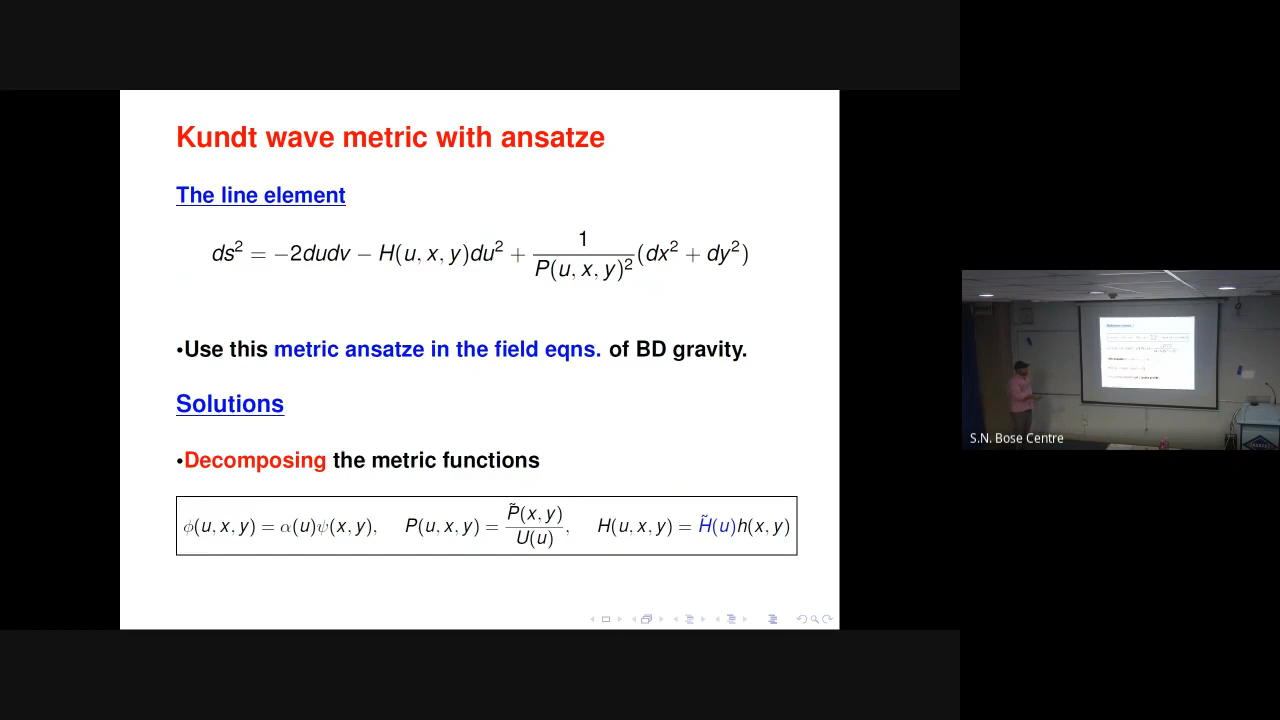 Kundt wave metric with ansatze
The line element
ds² = −2dudv − H(u, x, y)du² + 1/P(u, x, y)² (dx² + dy²)
•Use this metric ansatze in the field eqns. of BD gravity.
Solutions
•Decomposing the metric functions
ϕ(u, x, y) = α(u)ψ(x, y), P(u, x, y) = P̃(x, y)/U(u), H(u, x, y) = H̃(u)h(x, y)
S.N. Bose Centre